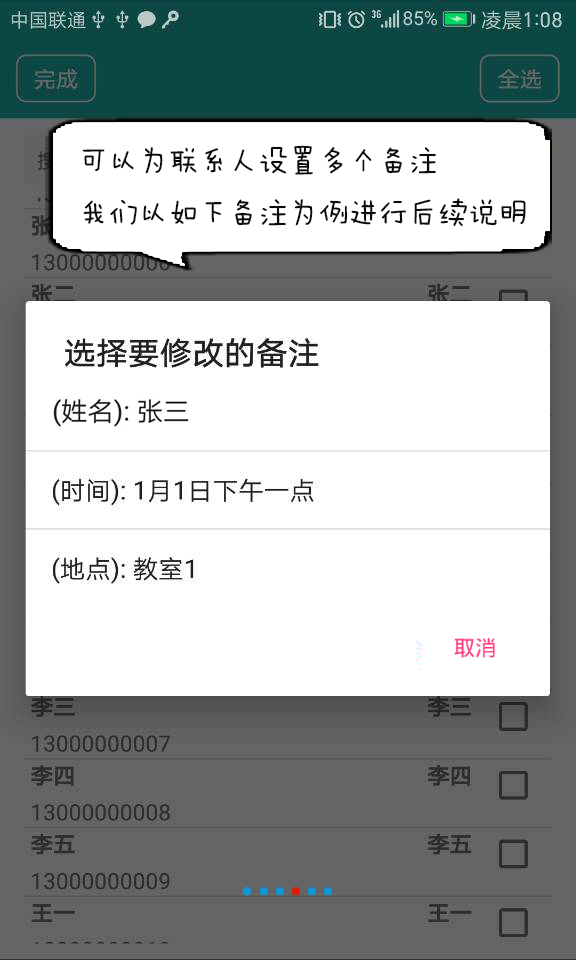 中国联通
3G
85%
凌晨1:08
完成
全选
可以为联系人设置多个备注
我们以如下备注为例进行后续说明
张
13000000006
张二
张二
选择要修改的备注
(姓名): 张三
(时间): 1月1日下午一点
(地点): 教室1
取消
李三
李三
13000000007
李四
李四
13000000008
李五
李五
13000000009
王一
王一